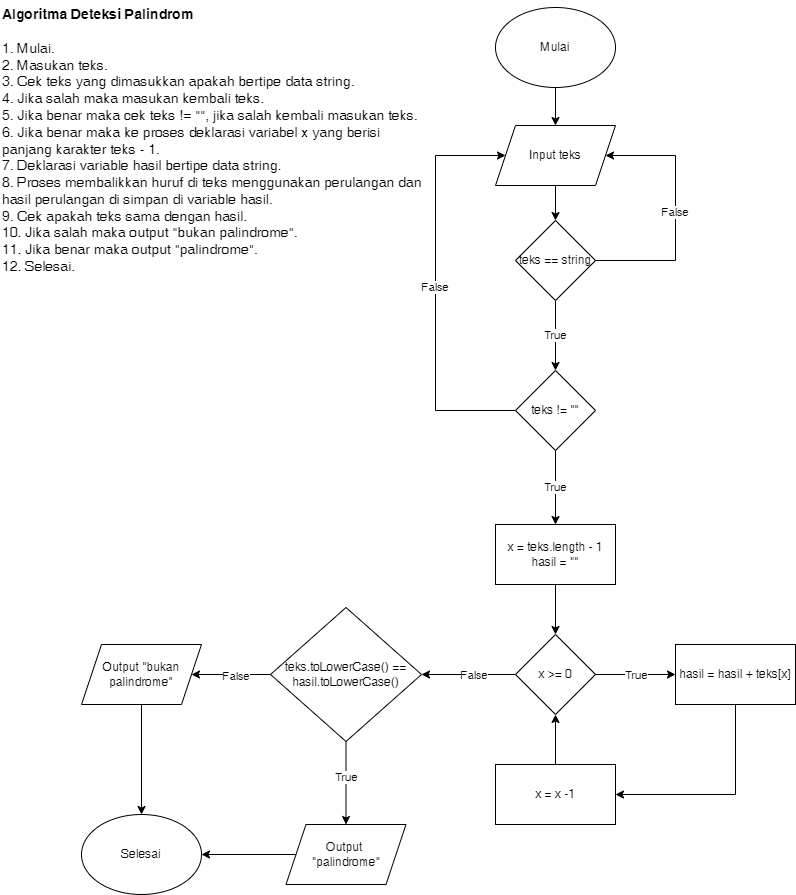 Algoritma Deteksi Palindrom
1. Mulai.
2. Masukan teks.
3. Cek teks yang dimasukkan apakah bertipe data string.
4. Jika salah maka masukan kembali teks.
5. Jika benar maka cek teks != "", jika salah kembali masukan teks.
6. Jika benar maka ke proses deklarasi variabel x yang berisi
panjang karakter teks - 1.
7. Deklarasi variable hasil bertipe data string.
8. Proses membalikkan huruf di teks menggunakan perulangan dan
hasil perulangan di simpan di variable hasil.
9. Cek apakah teks sama dengan hasil.
10. Jika salah maka output "bukan palindrome".
11. Jika benar maka output "palindrome".
12. Selesai.
Mulai
Input teks
False
teks == string
False
True
teks != ""
True
x = teks.length - 1
hasil = ""
x >= 0
True
hasil = hasil + teks[x]
x = x -1
False
teks.toLowerCase() ==
hasil.toLowerCase()
False
Output "bukan
palindrome"
True
Output
"palindrome"
Selesai